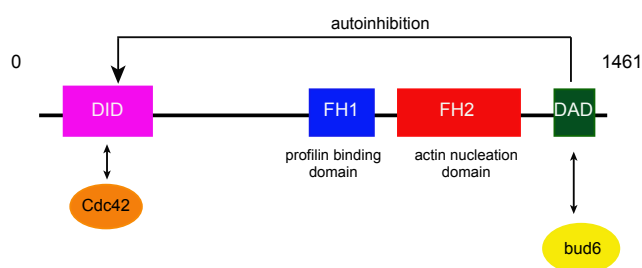 autoinhibition
0
1461
DID
FH1
FH2
DAD
profilin binding
domain
actin nucleation
domain
Cdc42
bud6